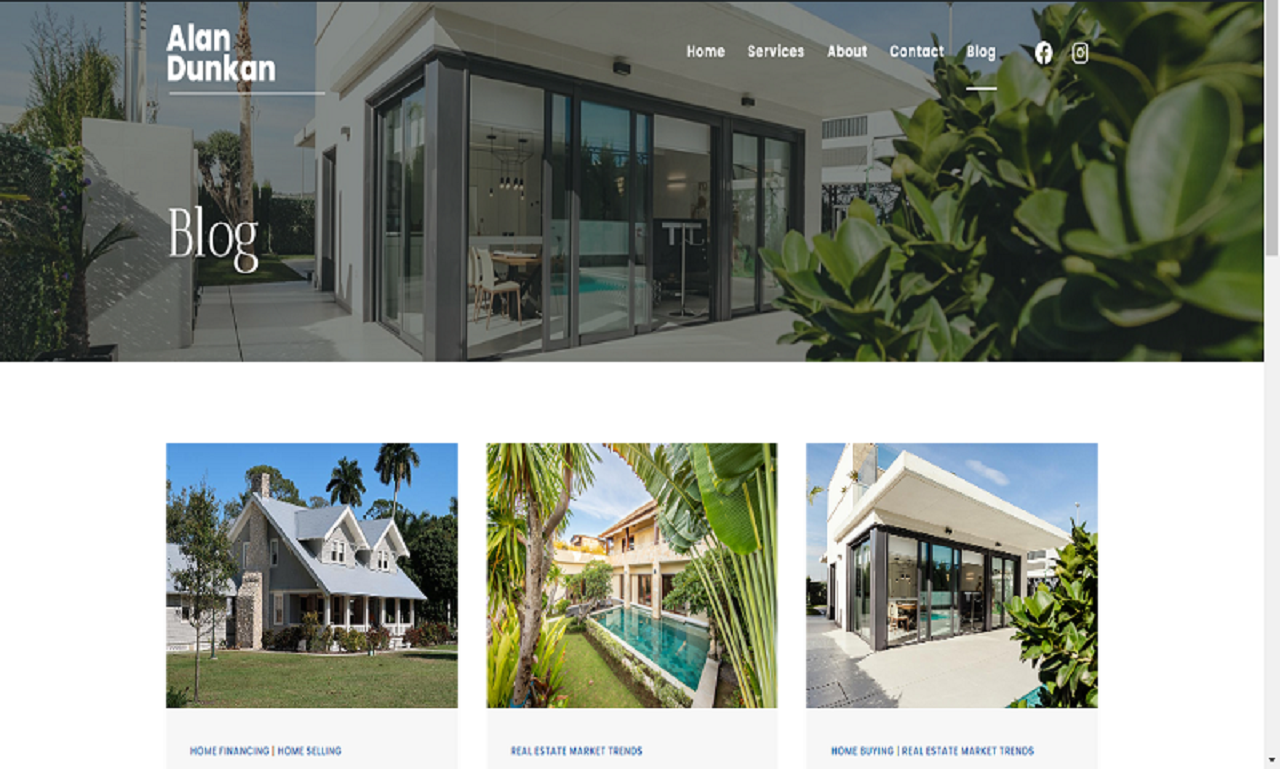 Alan
Dunkan
Home Services About Contact Blog
Blog
HOME FINANCING | HOME SELLING
REAL ESTATE MARKET TRENDS
HOME BUYING | REAL ESTATE MARKET TRENDS